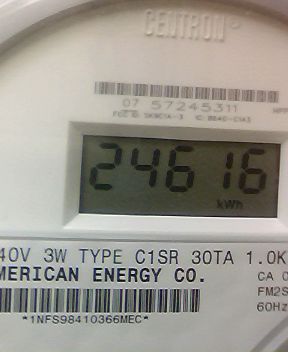 CENTRON
07 57245311
24616
kWh
40V 3W TYPE C1SR 30TA 1.0K
MERICAN ENERGY CO.
CA 0
FM2S
60Hz
*1NFS98410366MEC*